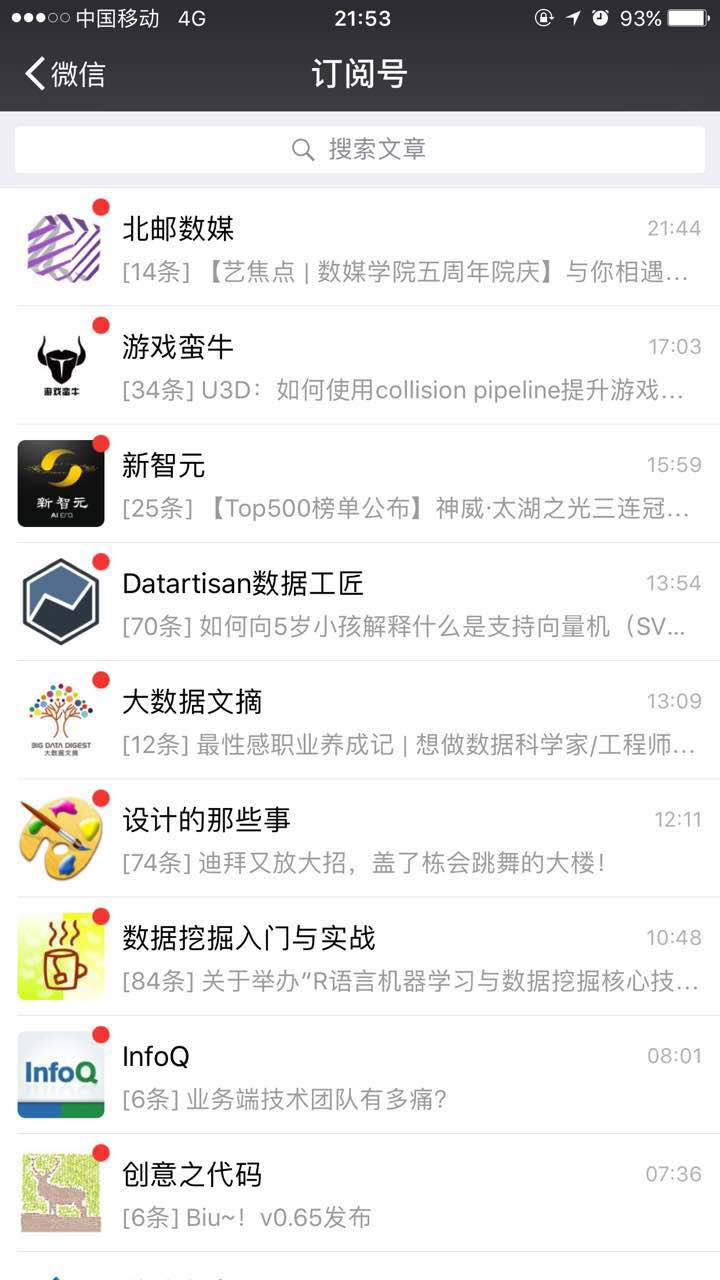 中国移动 4G 21:53 93%
微信 订阅号
搜索文章
北邮数媒 21:44
[14条] 【艺焦点 | 数媒学院五周年院庆】与你相遇...
游戏蛮牛 17:03
[34条] U3D：如何使用collision pipeline提升游戏...
游戏蛮牛
新智元 15:59
[25条] 【Top500榜单公布】神威·太湖之光三连冠...
新智元
AI Era
Datartisan数据工匠 13:54
[70条] 如何向5岁小孩解释什么是支持向量机（SV...
大数据文摘 13:09
[12条] 最性感职业养成记 | 想做数据科学家/工程师...
BIG DATA DIGEST
大数据文摘
设计的那些事 12:11
[74条] 迪拜又放大招，盖了栋会跳舞的大楼！
数据挖掘入门与实战 10:48
[84条] 关于举办“R语言机器学习与数据挖掘核心技...
InfoQ 08:01
[6条] 业务端技术团队有多痛?
InfoQ
创意之代码 07:36
[6条] Biu~！v0.65发布